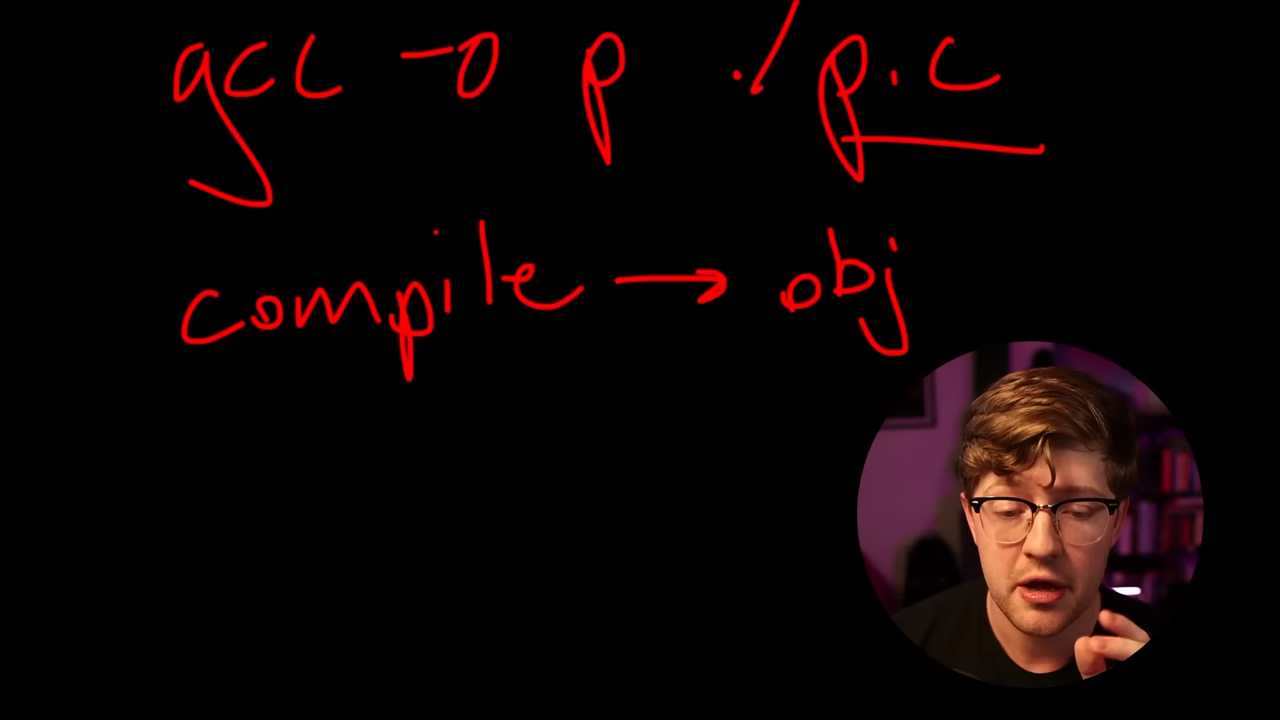 gcc -o p ./p.c
compile → obj